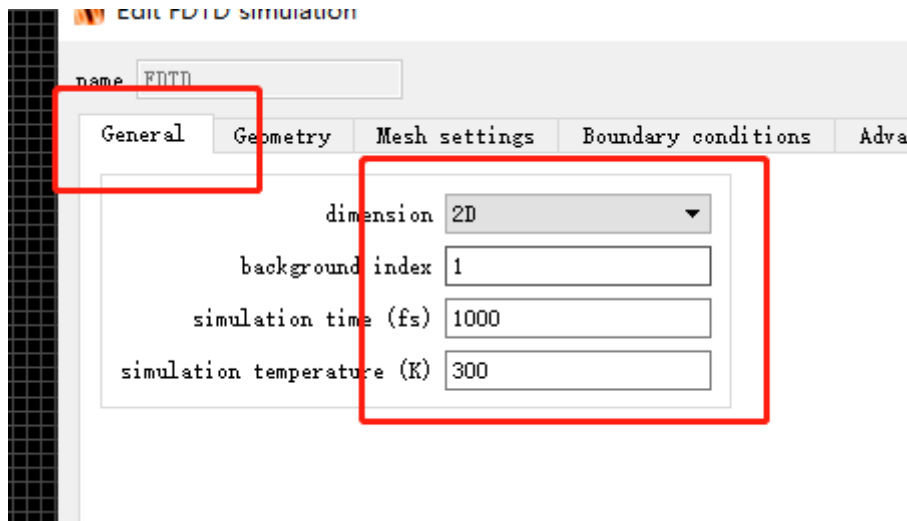 Edit FDTD simulation
name FDTD
General Geometry Mesh settings Boundary conditions Adva
dimension 2D
background index 1
simulation time (fs) 1000
simulation temperature (K) 300